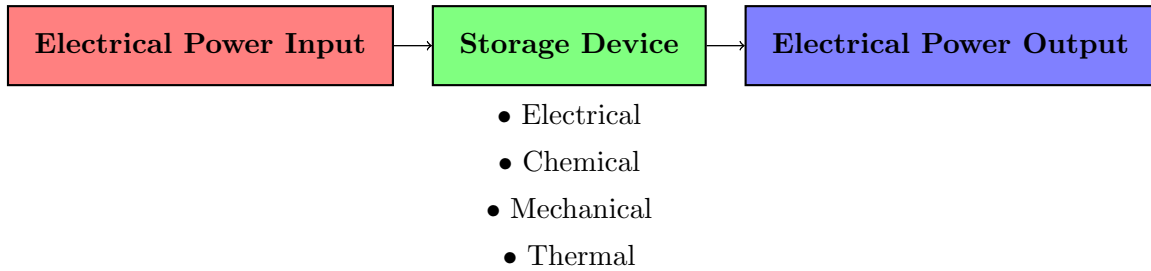 Electrical Power Input
Storage Device
Electrical Power Output
• Electrical
• Chemical
• Mechanical
• Thermal